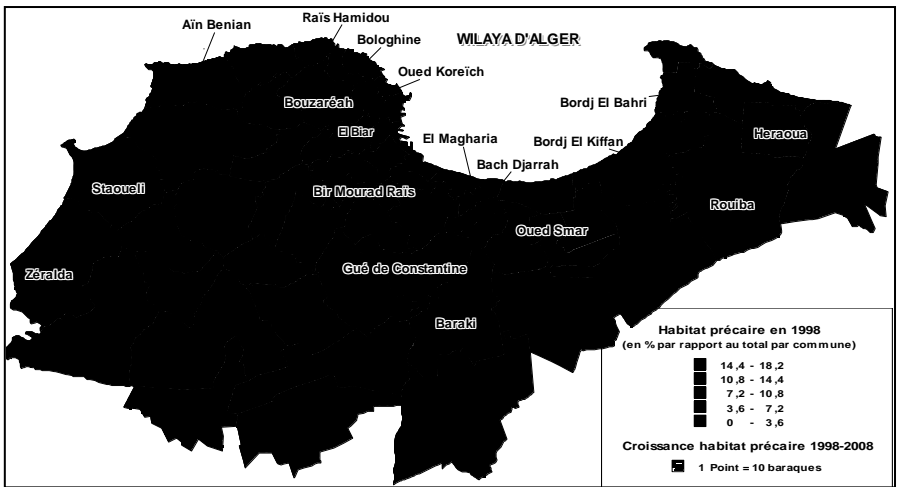 Raïs Hamidou
Aïn Benian
WILAYA D'ALGER
Bologhine
Oued Koreïch
Bouzaréah
Bordj El Bahri
El Biar
Heraoua
El Magharia
Bordj El Kiffan
Bach Djarrah
Staoueli
Bir Mourad Raïs
Rouïba
Oued Smar
Zéralda
Gué de Constantine
Baraki
Habitat précaire en 1998
(en % par rapport au total par commune)
14,4 - 18,2
10,8 - 14,4
7,2 - 10,8
3,6 - 7,2
0 - 3,6
Croissance habitat précaire 1998-2008
1 Point = 10 baraques